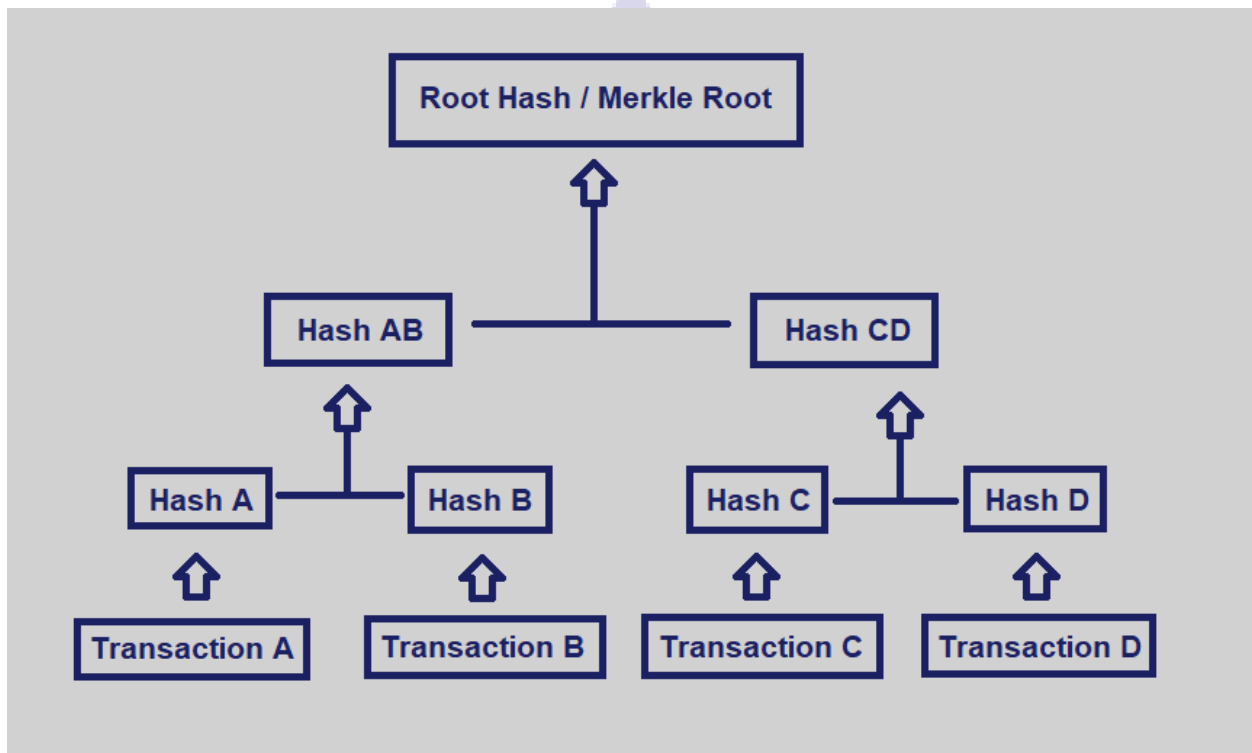 Root Hash / Merkle Root
Hash AB
Hash CD
Hash A
Hash B
Hash C
Hash D
Transaction A
Transaction B
Transaction C
Transaction D